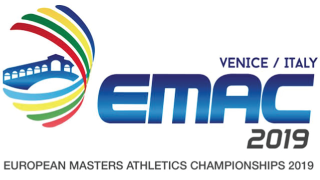 VENICE / ITALY
EMAC
2019
EUROPEAN MASTERS ATHLETICS CHAMPIONSHIPS 2019